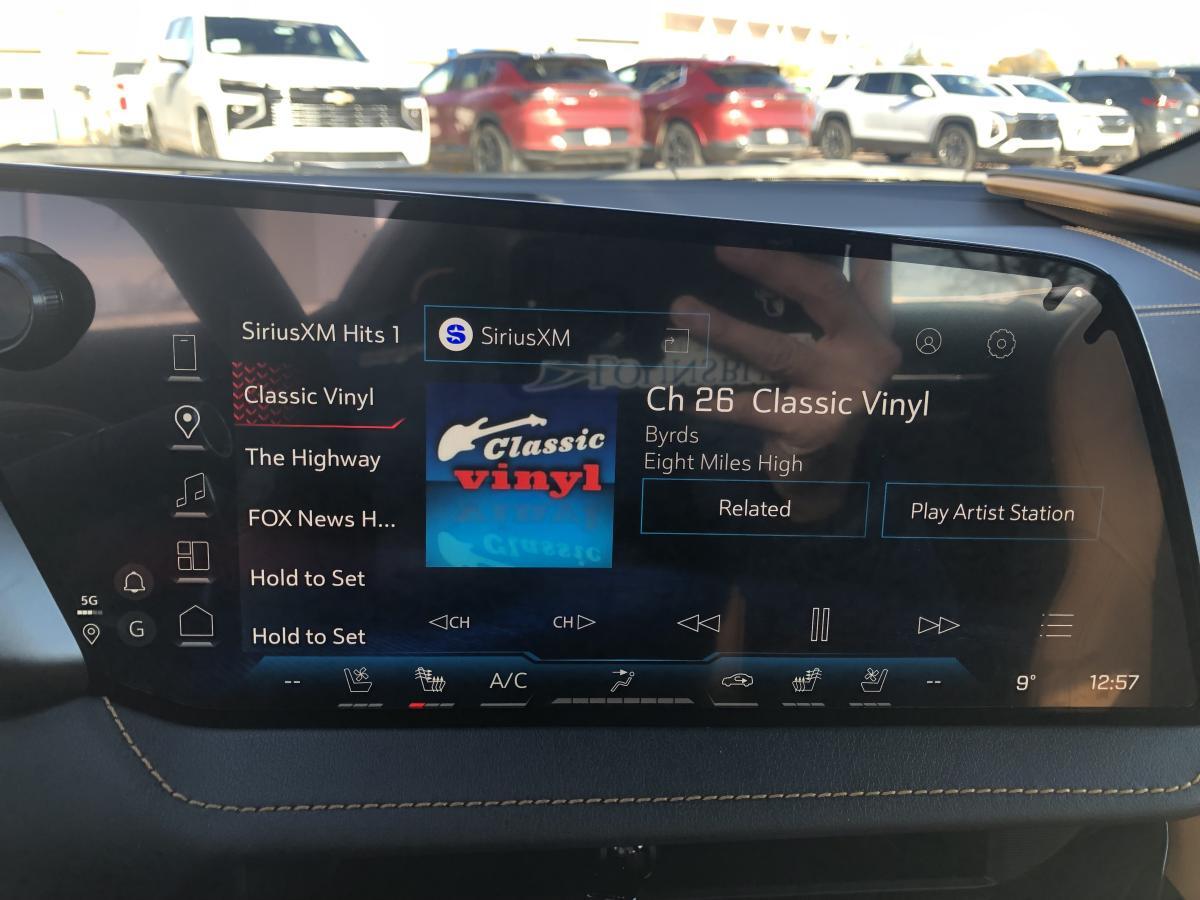 SiriusXM Hits 1
SiriusXM
Classic Vinyl
The Highway
FOX News H...
Hold to Set
Hold to Set
Classic
vinyl
Ch 26 Classic Vinyl
Byrds
Eight Miles High
Related
Play Artist Station
5G
G
CH
CH
--
A/C
--
9°
12:57